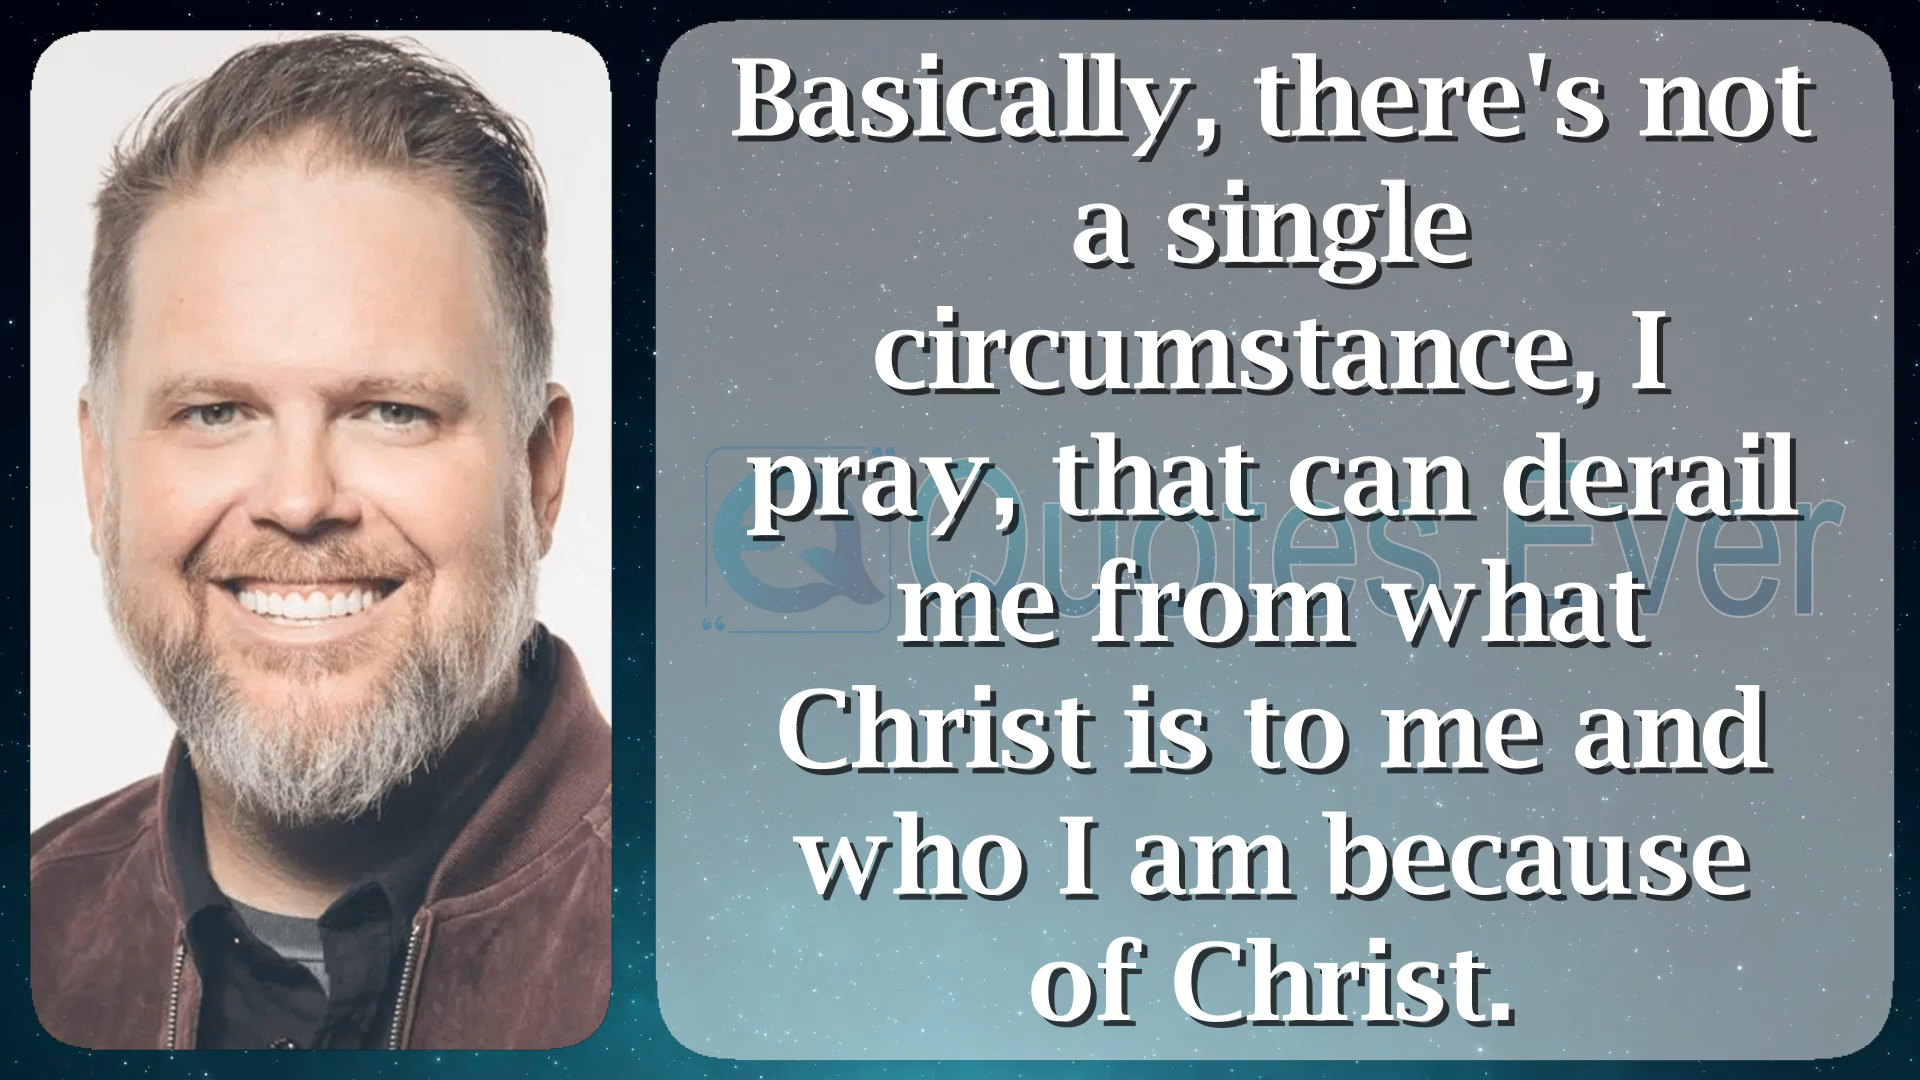 Basically, there's not
a single
circumstance, I
pray, that can derail
me from what
Christ is to me and
who I am because
of Christ.
Quotes Ever